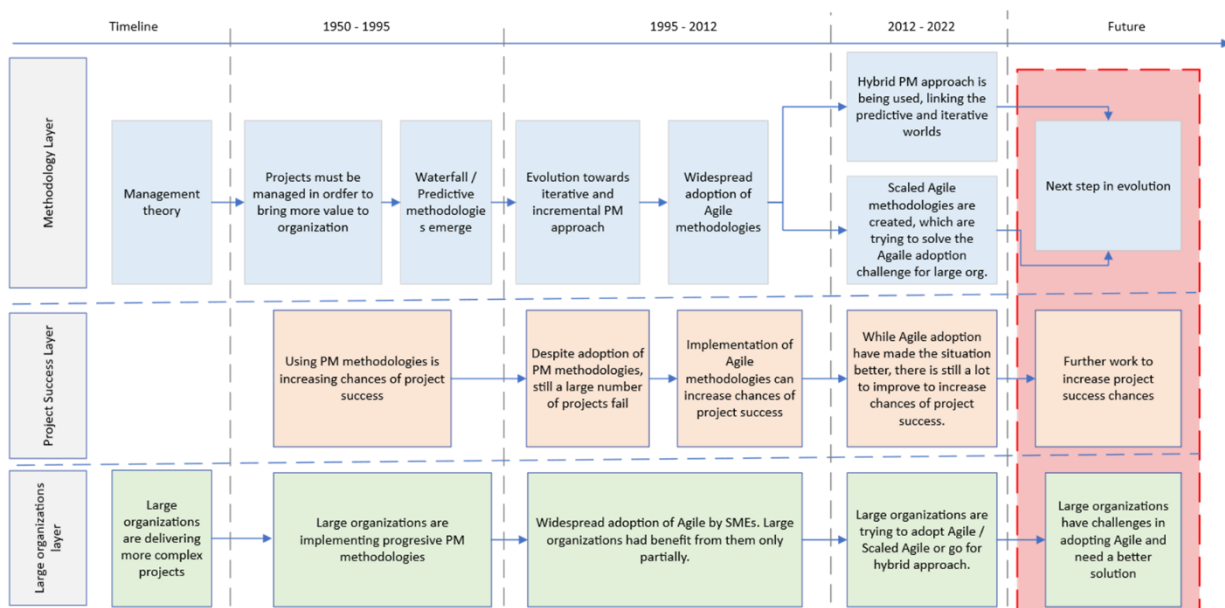 Timeline
1950 - 1995
1995-2012
2012-2022
Future
Methodology Layer
Management
theory
Projects must be
managed in ordfer to
bring more value to
organization
Waterfall /
Predictive
methodologie
s emerge
Evolution towards
iterative and
incremental PM
approach
Widespread
adoption of
Agile
methodologies
Hybrid PM approach is
being used, linking the
predictive and iterative
worlds
Scaled Agile
methodologies are
created, which are
trying to solve the
Agaile adoption
challenge for large org.
Next step in evolution
Project Success Layer
Using PM methodologies is
increasing chances of project
success
Despite adoption of
PM methodologies,
still a large number
of projects fail
Implementation of
Agile
methodologies can
increase chances of
project success
While Agile adoption
have made the situation
better, there is still a lot
to improve to increase
chances of project
success.
Further work to
increase project
success chances
Large organizations
layer
Large
organizations
are delivering
more complex
projects
Large organizations are
implementing progresive PM
methodologies
Widespread adoption of Agile by SMEs. Large
organizations had benefit from them only
partially.
Large organizations are
trying to adopt Agile /
Scaled Agile or go for
hybrid approach.
Large organizations
have challenges in
adopting Agile and
need a better
solution